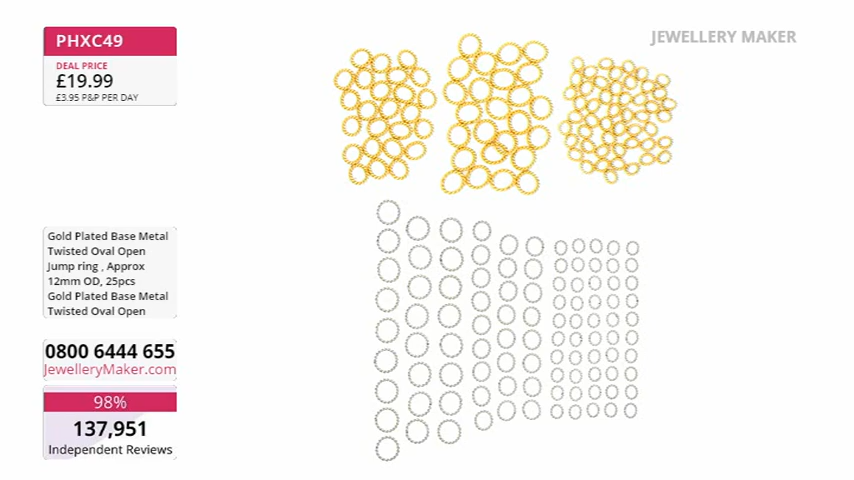 PHXC49
DEAL PRICE
£19.99
£3.95 P&P PER DAY
JEWELLERY MAKER
Gold Plated Base Metal
Twisted Oval Open
Jump ring , Approx
12mm OD, 25pcs
Gold Plated Base Metal
Twisted Oval Open
0800 6444 655
JewelleryMaker.com
98%
137,951
Independent Reviews